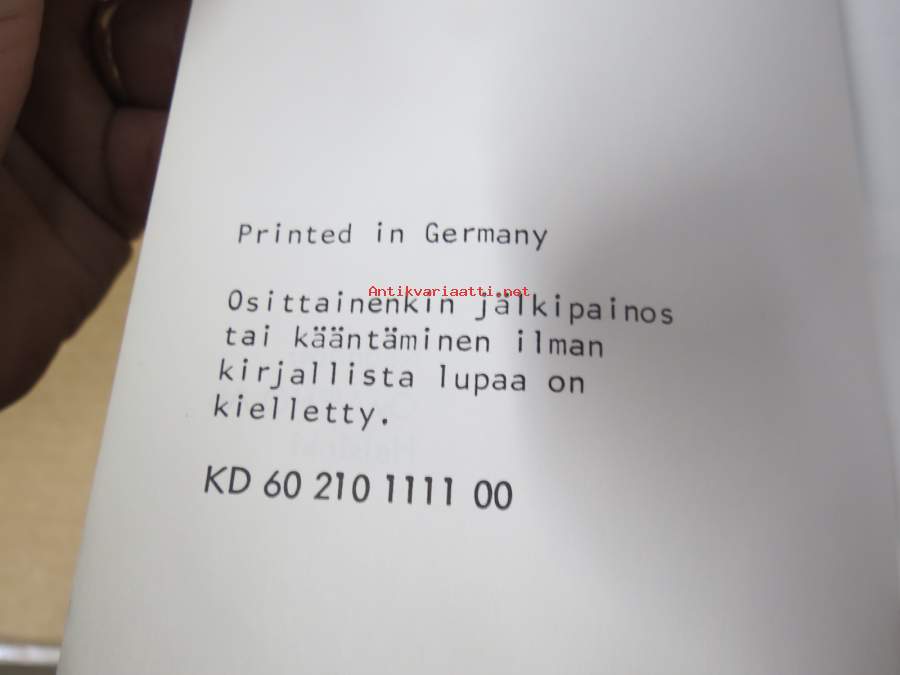 Printed in Germany
Antikvariaatti.net
Osittainenkin jälkipainos
tai kääntäminen ilman
kirjallista lupaa on
kielletty.
KD 60 210 1111 00